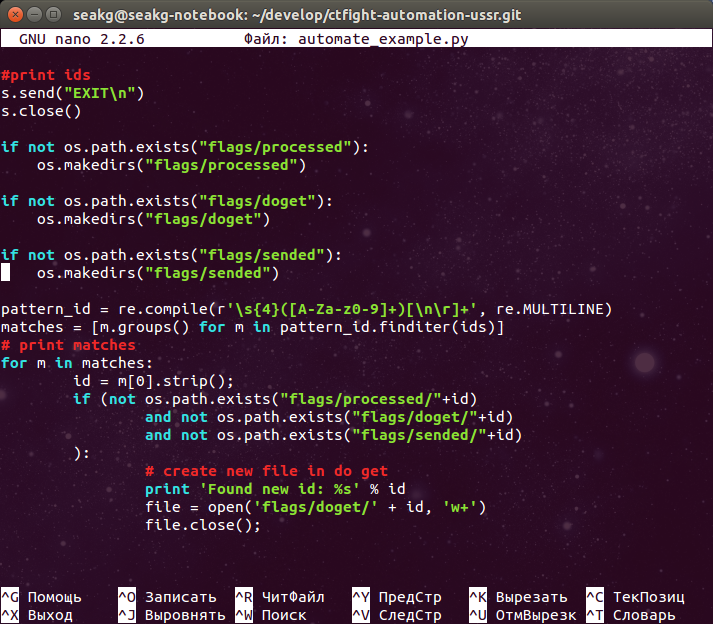 seakg@seakg-notebook: ~/develop/ctfight-automation-ussr.git
GNU nano 2.2.6 Файл: automate_example.py
#print ids
s.send("EXIT\n")
s.close()
if not os.path.exists("flags/processed"):
    os.makedirs("flags/processed")
if not os.path.exists("flags/doget"):
    os.makedirs("flags/doget")
if not os.path.exists("flags/sended"):
    os.makedirs("flags/sended")
pattern_id = re.compile(r'\s{4}([A-Za-z0-9]+)[\n\r]+', re.MULTILINE)
matches = [m.groups() for m in pattern_id.finditer(ids)]
# print matches
for m in matches:
        id = m[0].strip();
        if (not os.path.exists("flags/processed/"+id)
                and not os.path.exists("flags/doget/"+id)
                and not os.path.exists("flags/sended/"+id)
        ):
                # create new file in do get
                print 'Found new id: %s' % id
                file = open('flags/doget/' + id, 'w+')
                file.close();
^G Помощь ^O Записать ^R ЧитФайл ^Y ПредСтр ^K Вырезать ^C ТекПозиц
^X Выход ^J Выровнять ^W Поиск ^V СледСтр ^U ОтмВырезк ^T Словарь